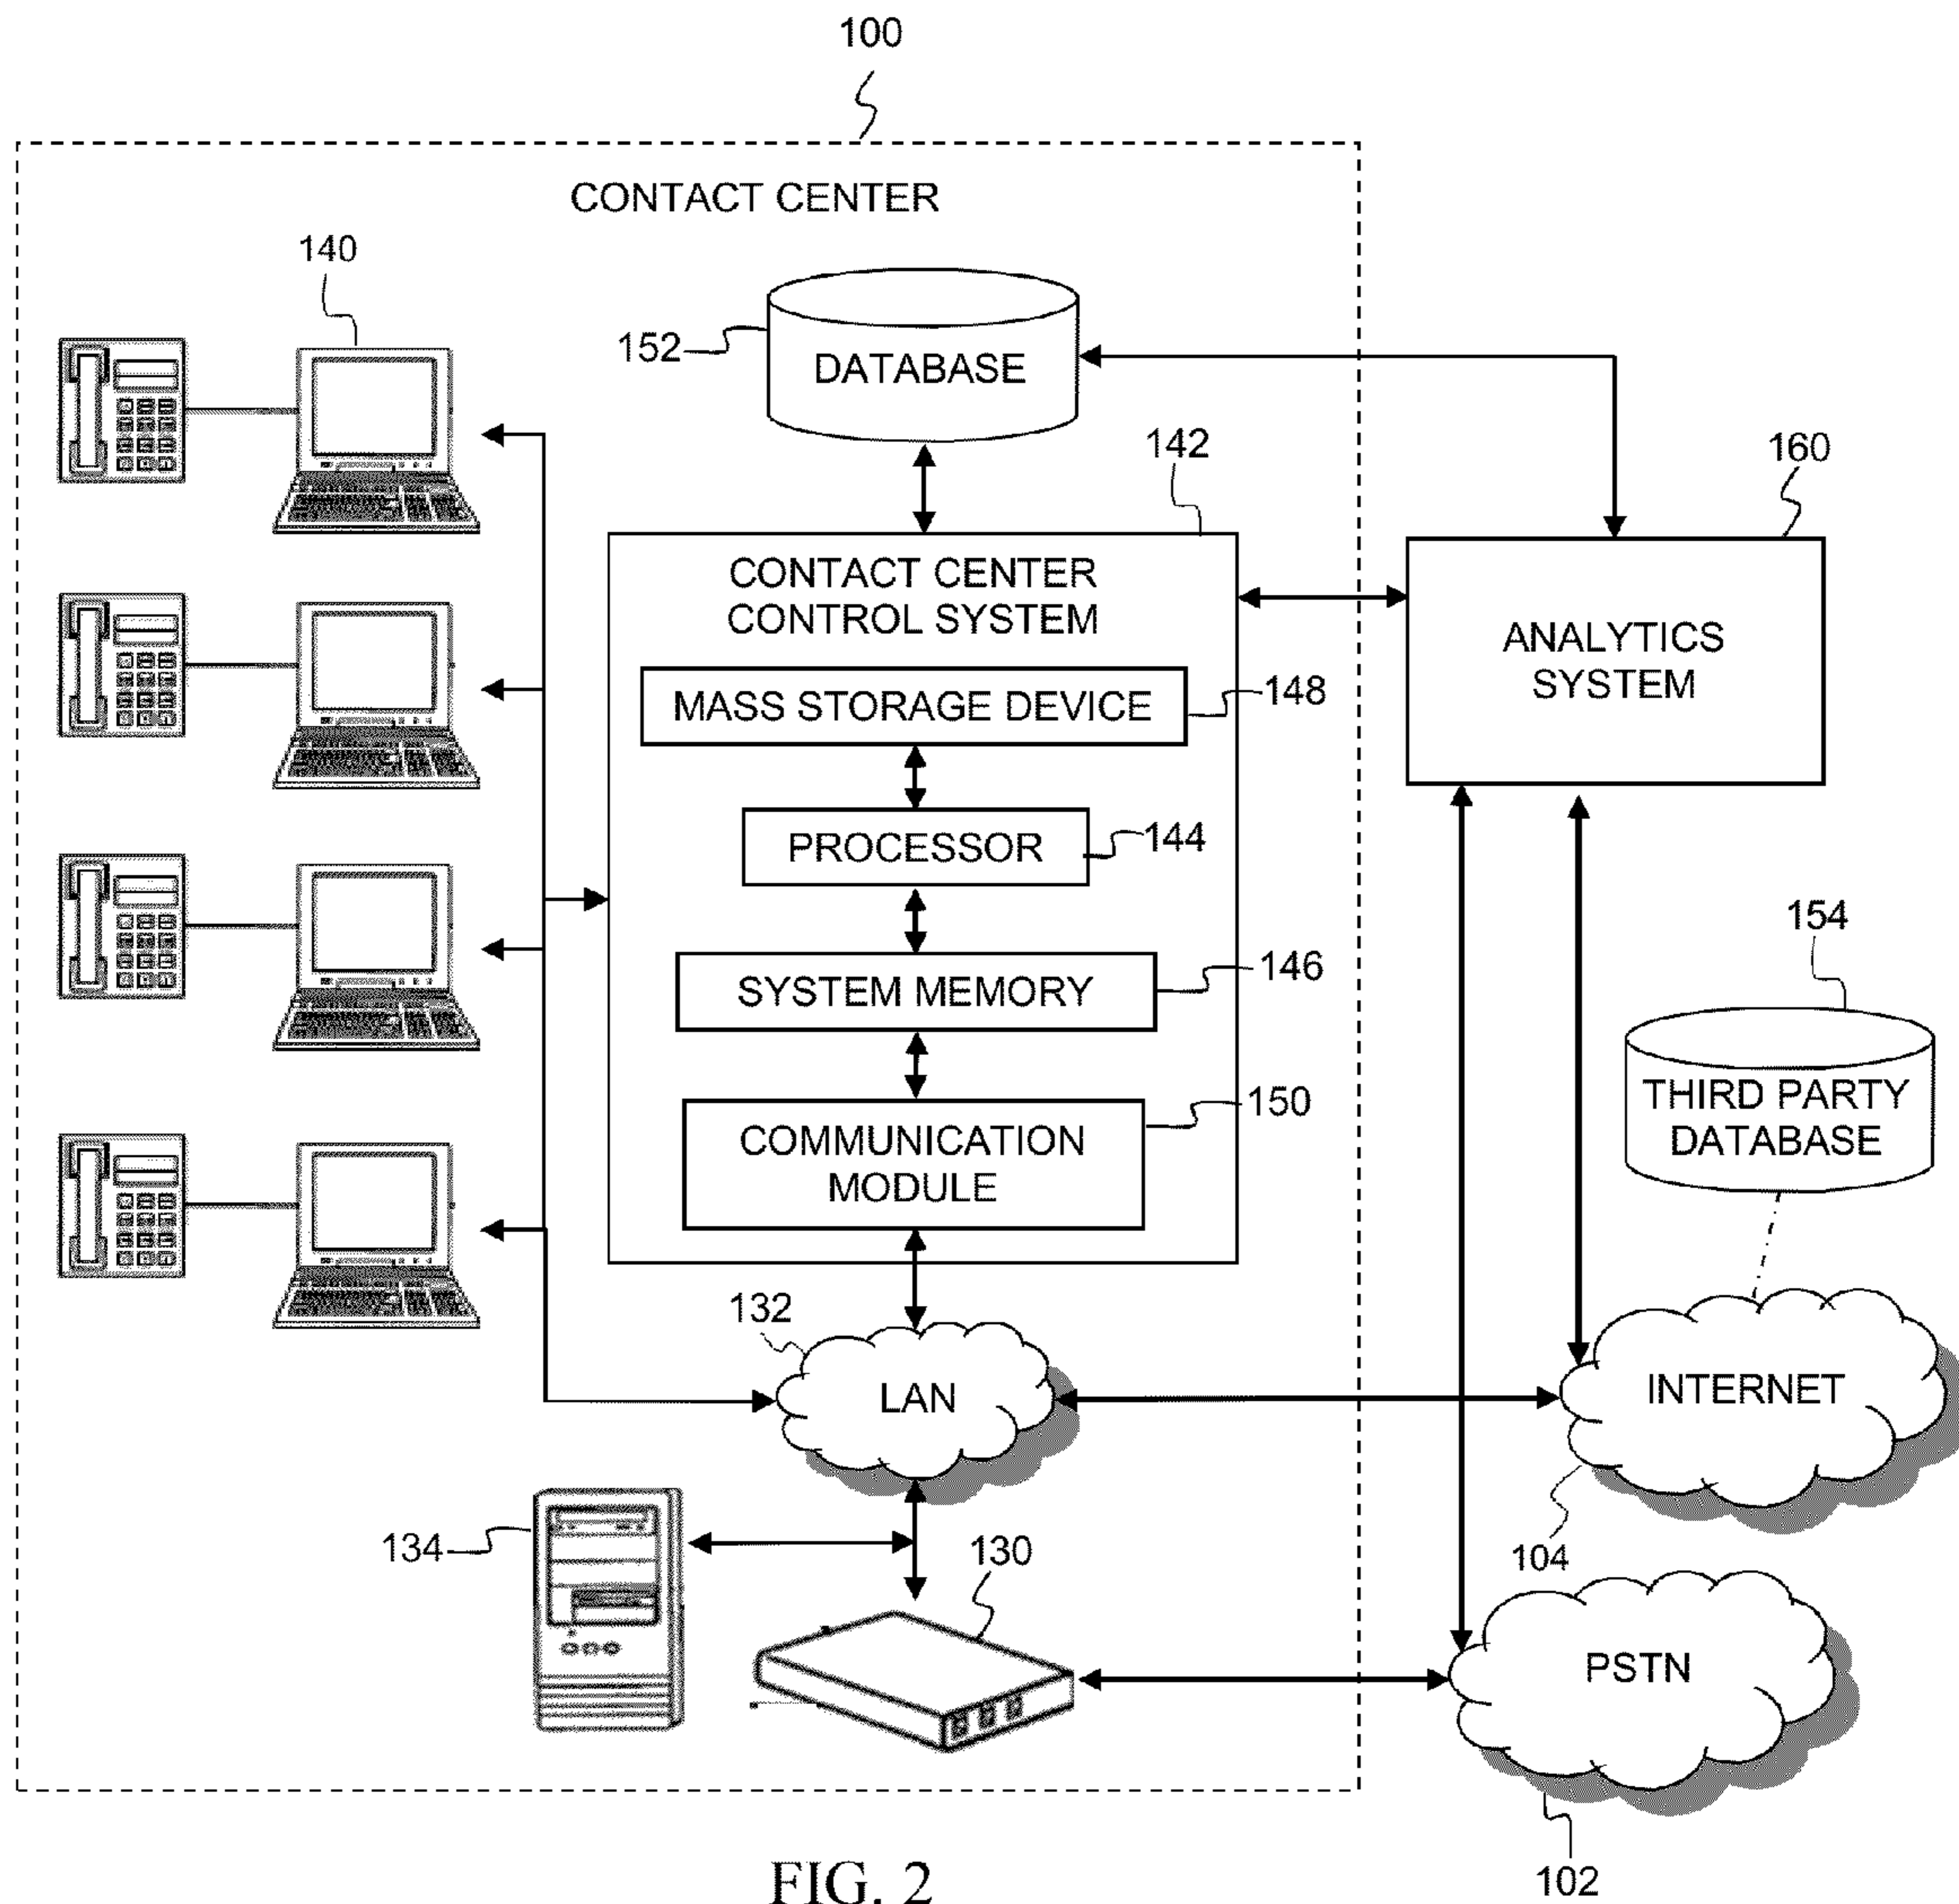 100
CONTACT CENTER
140
152
DATABASE
142
160
CONTACT CENTER
CONTROL SYSTEM
ANALYTICS
SYSTEM
MASS STORAGE DEVICE
148
PROCESSOR
144
154
SYSTEM MEMORY
146
THIRD PARTY
DATABASE
150
COMMUNICATION
MODULE
132
LAN
INTERNET
134
130
104
PSTN
102
FIG. 2